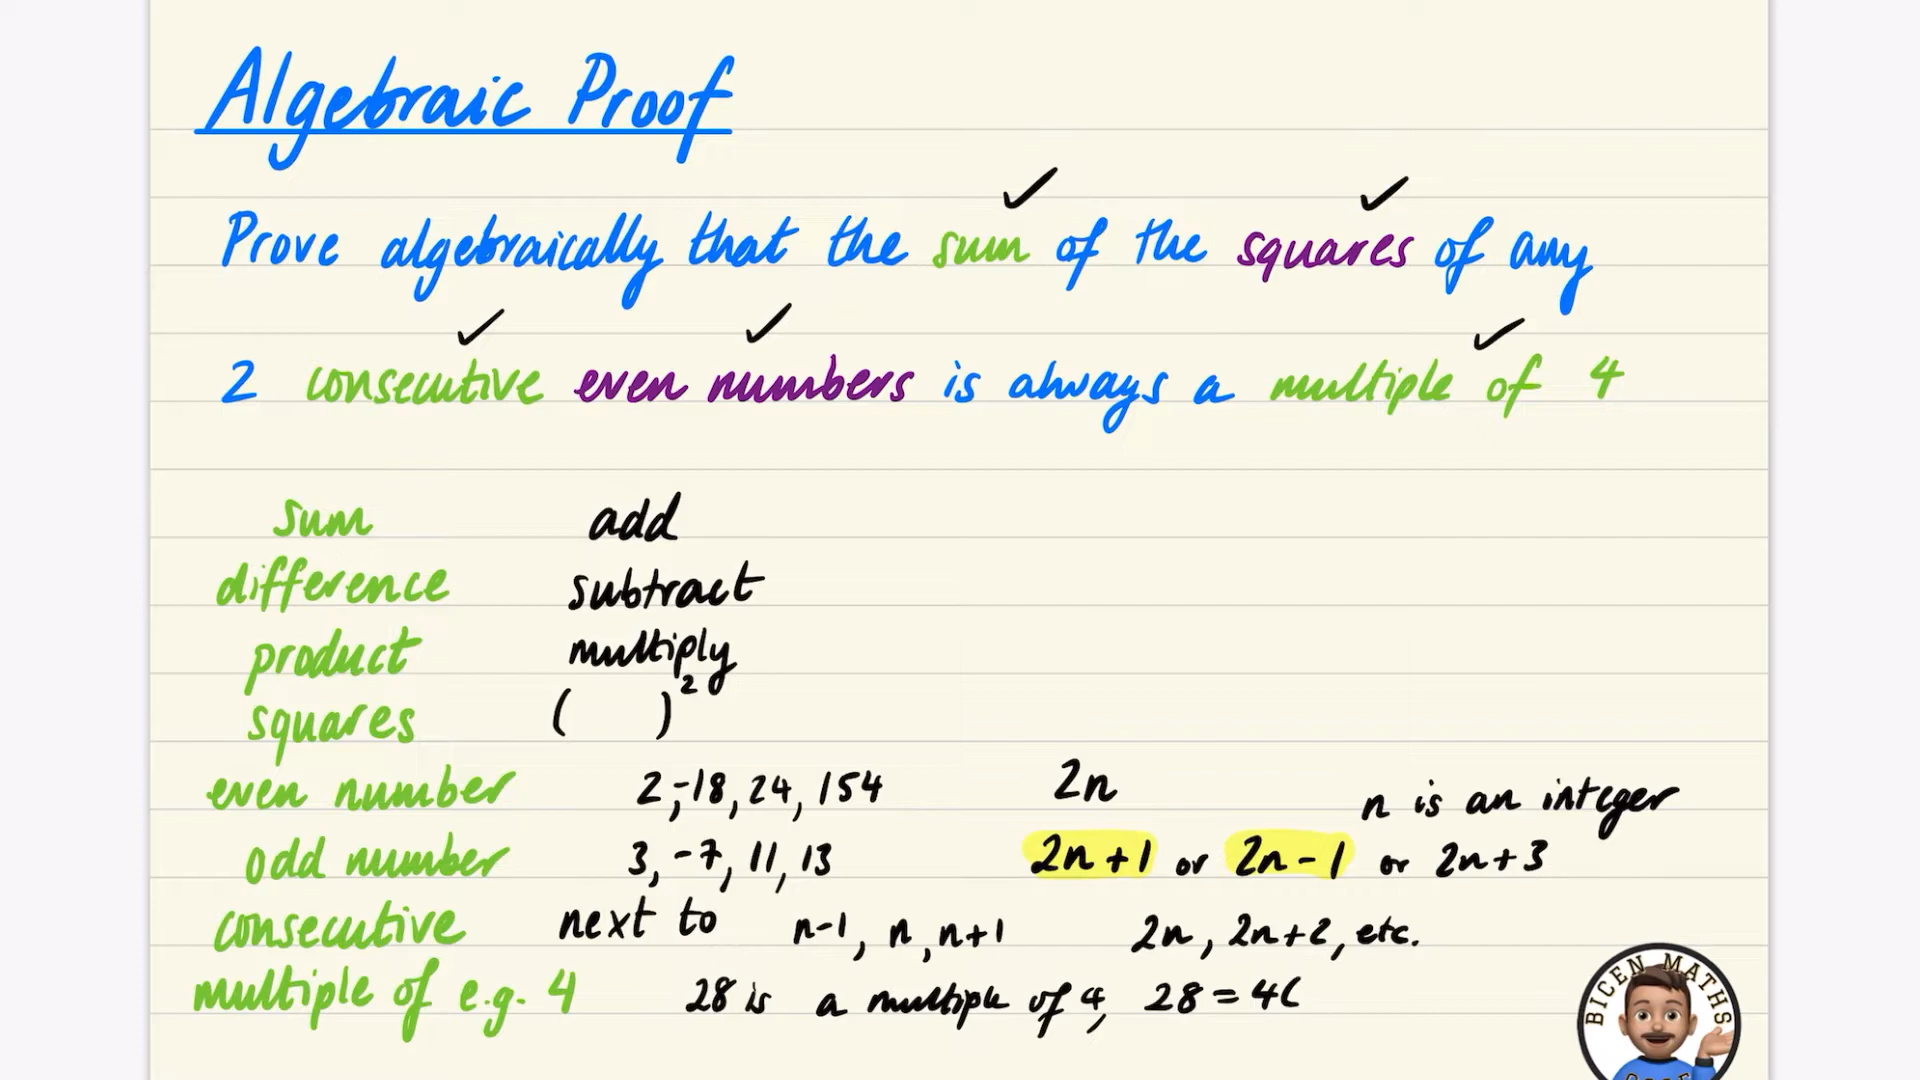 Algebraic Proof
Prove algebraically that the sum of the squares of any
2 consecutive even numbers is always a multiple of 4
sum add
difference subtract
product multiply
squares ( )²
even number 2, -18, 24, 154 2n n is an integer
odd number 3, -7, 11, 13 2n+1 or 2n-1 or 2n+3
consecutive next to n-1, n, n+1 2n, 2n+2, etc.
multiple of e.g. 4 28 is a multiple of 4, 28 = 4(
BICEN MATHS